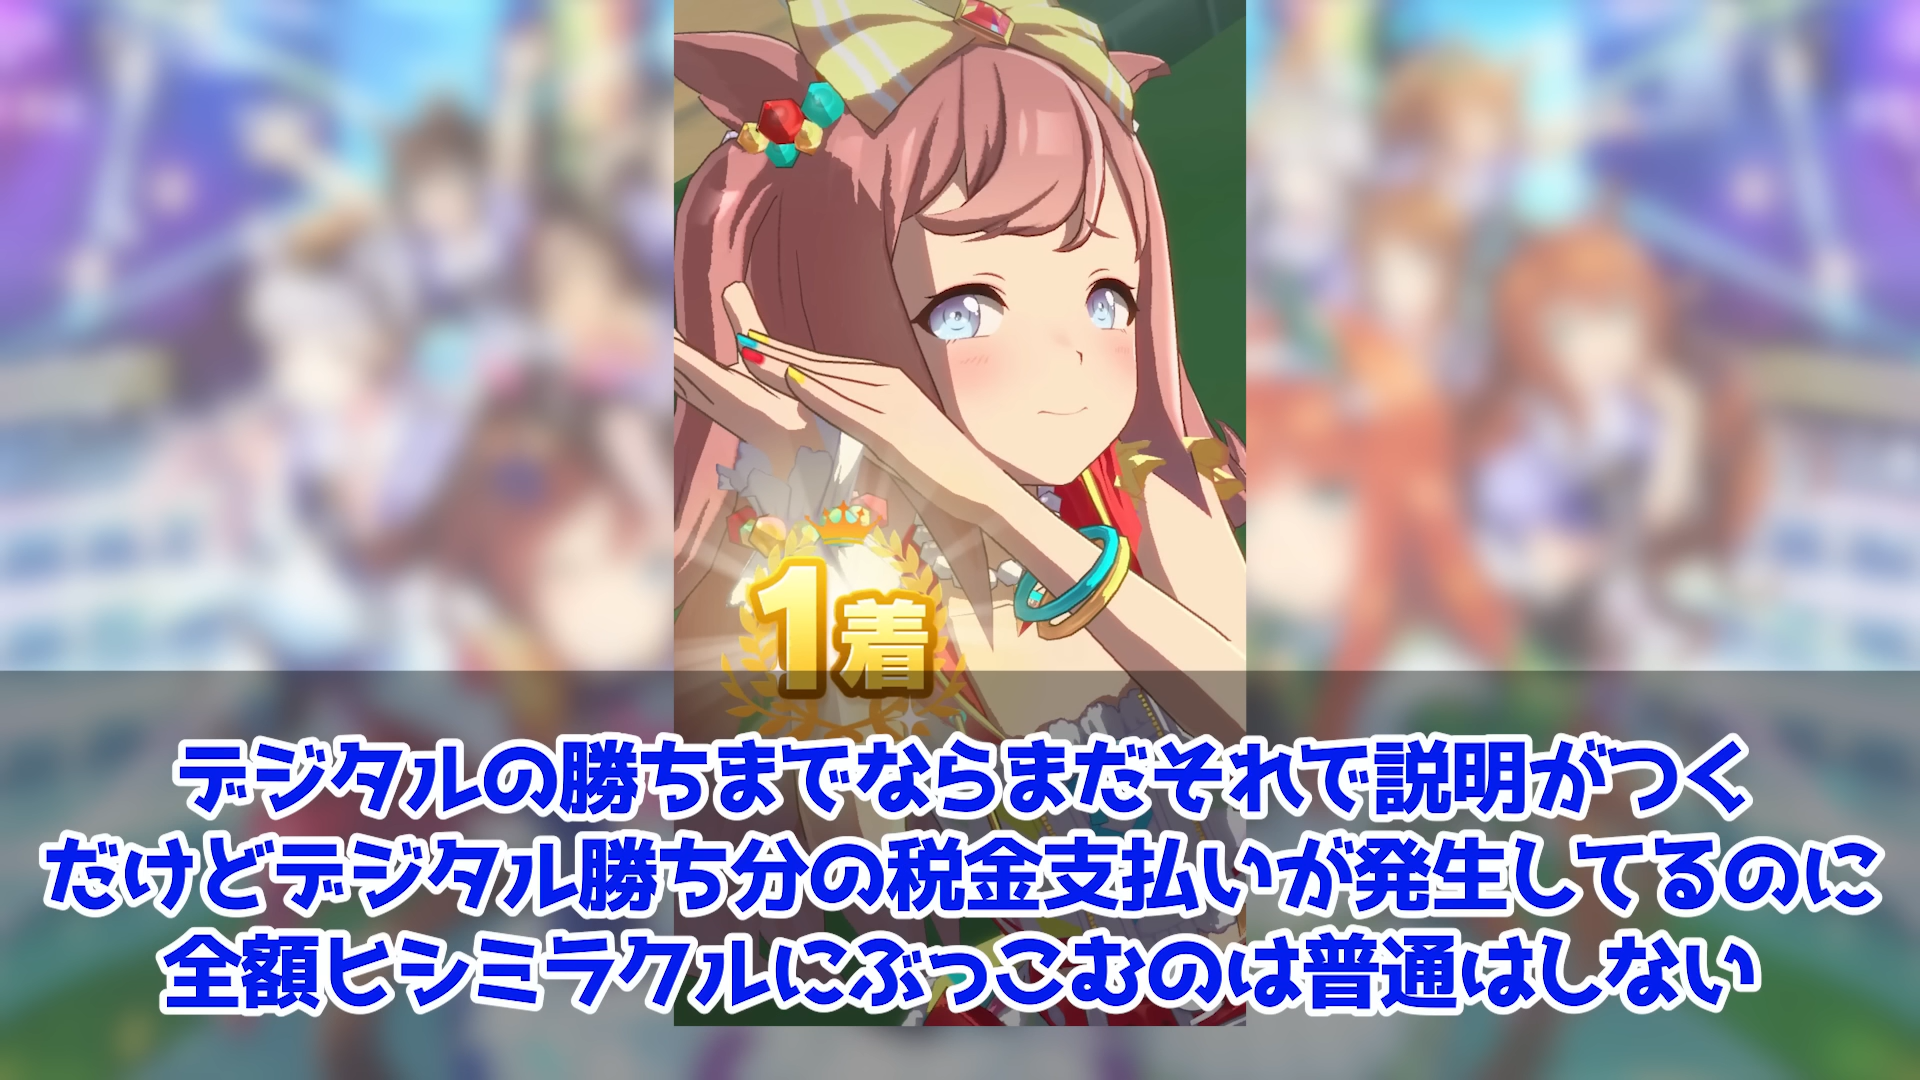 1着
デジタルの勝ちまでならまだそれで説明がつく
だけどデジタル勝ち分の税金支払いが発生してるのに
全額ヒシミラクルにぶっこむのは普通はしない